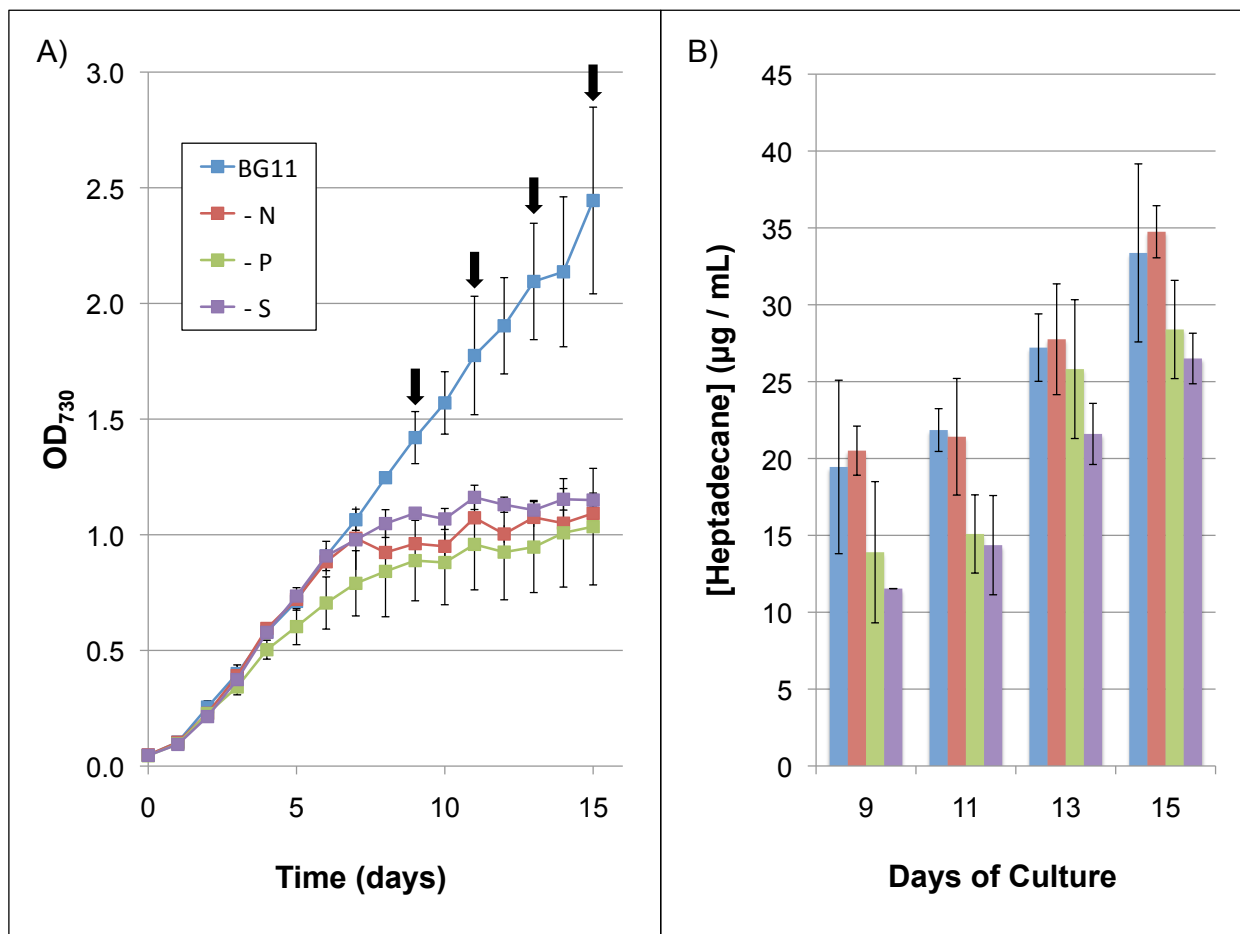 A)
3.0
2.5
2.0
1.5
1.0
0.5
0.0
OD730
BG11
- N
- P
- S
0 5 10 15
Time (days)
B)
45
40
35
30
25
20
15
10
5
0
[Heptadecane] (µg / mL)
9 11 13 15
Days of Culture